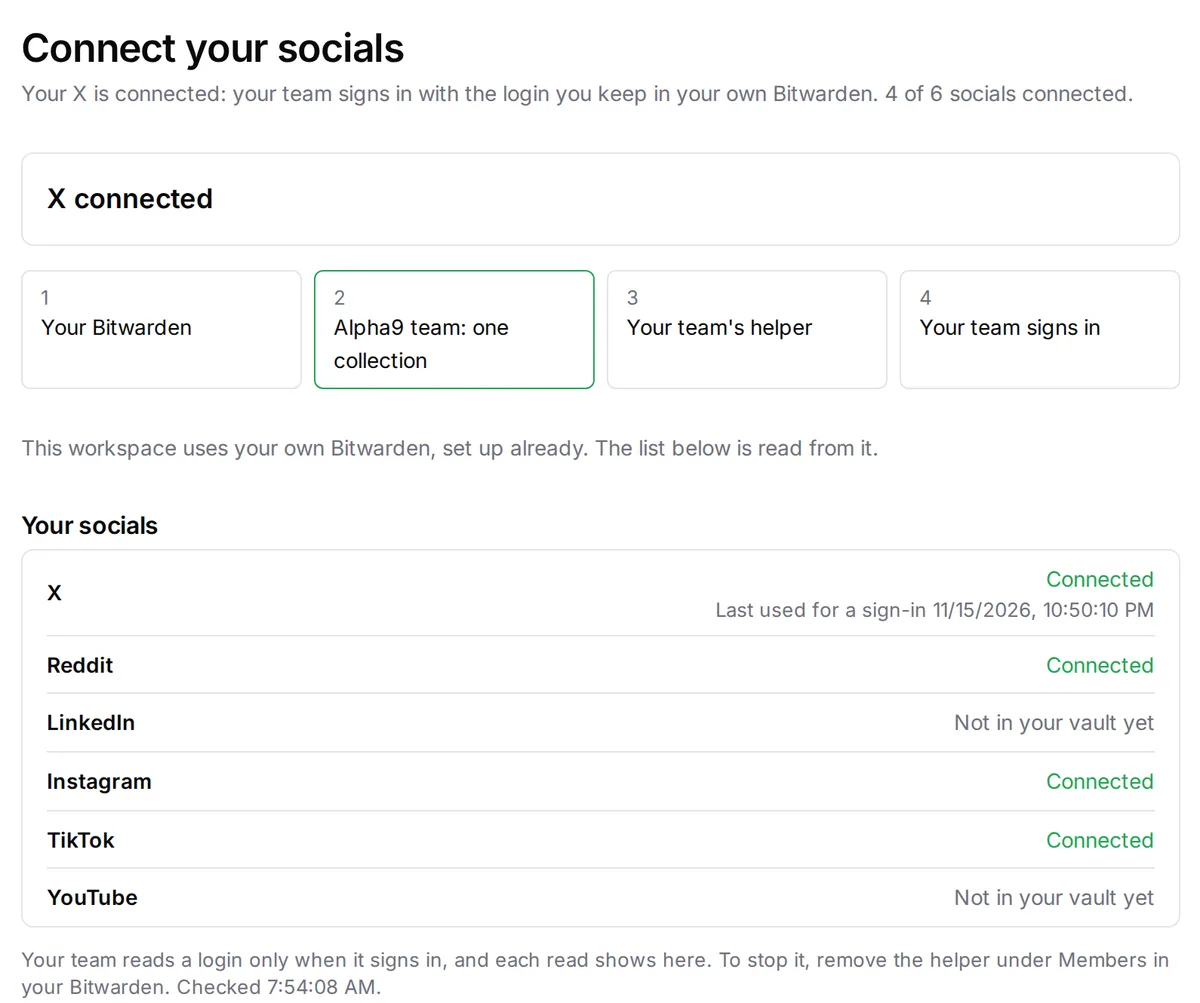 Connect your socials
Your X is connected: your team signs in with the login you keep in your own Bitwarden. 4 of 6 socials connected.
X connected
1
Your Bitwarden
2
Alpha9 team: one
collection
3
Your team's helper
4
Your team signs in
This workspace uses your own Bitwarden, set up already. The list below is read from it.
Your socials
X
Connected
Last used for a sign-in 11/15/2026, 10:50:10 PM
Reddit
Connected
LinkedIn
Not in your vault yet
Instagram
Connected
TikTok
Connected
YouTube
Not in your vault yet
Your team reads a login only when it signs in, and each read shows here. To stop it, remove the helper under Members in
your Bitwarden. Checked 7:54:08 AM.